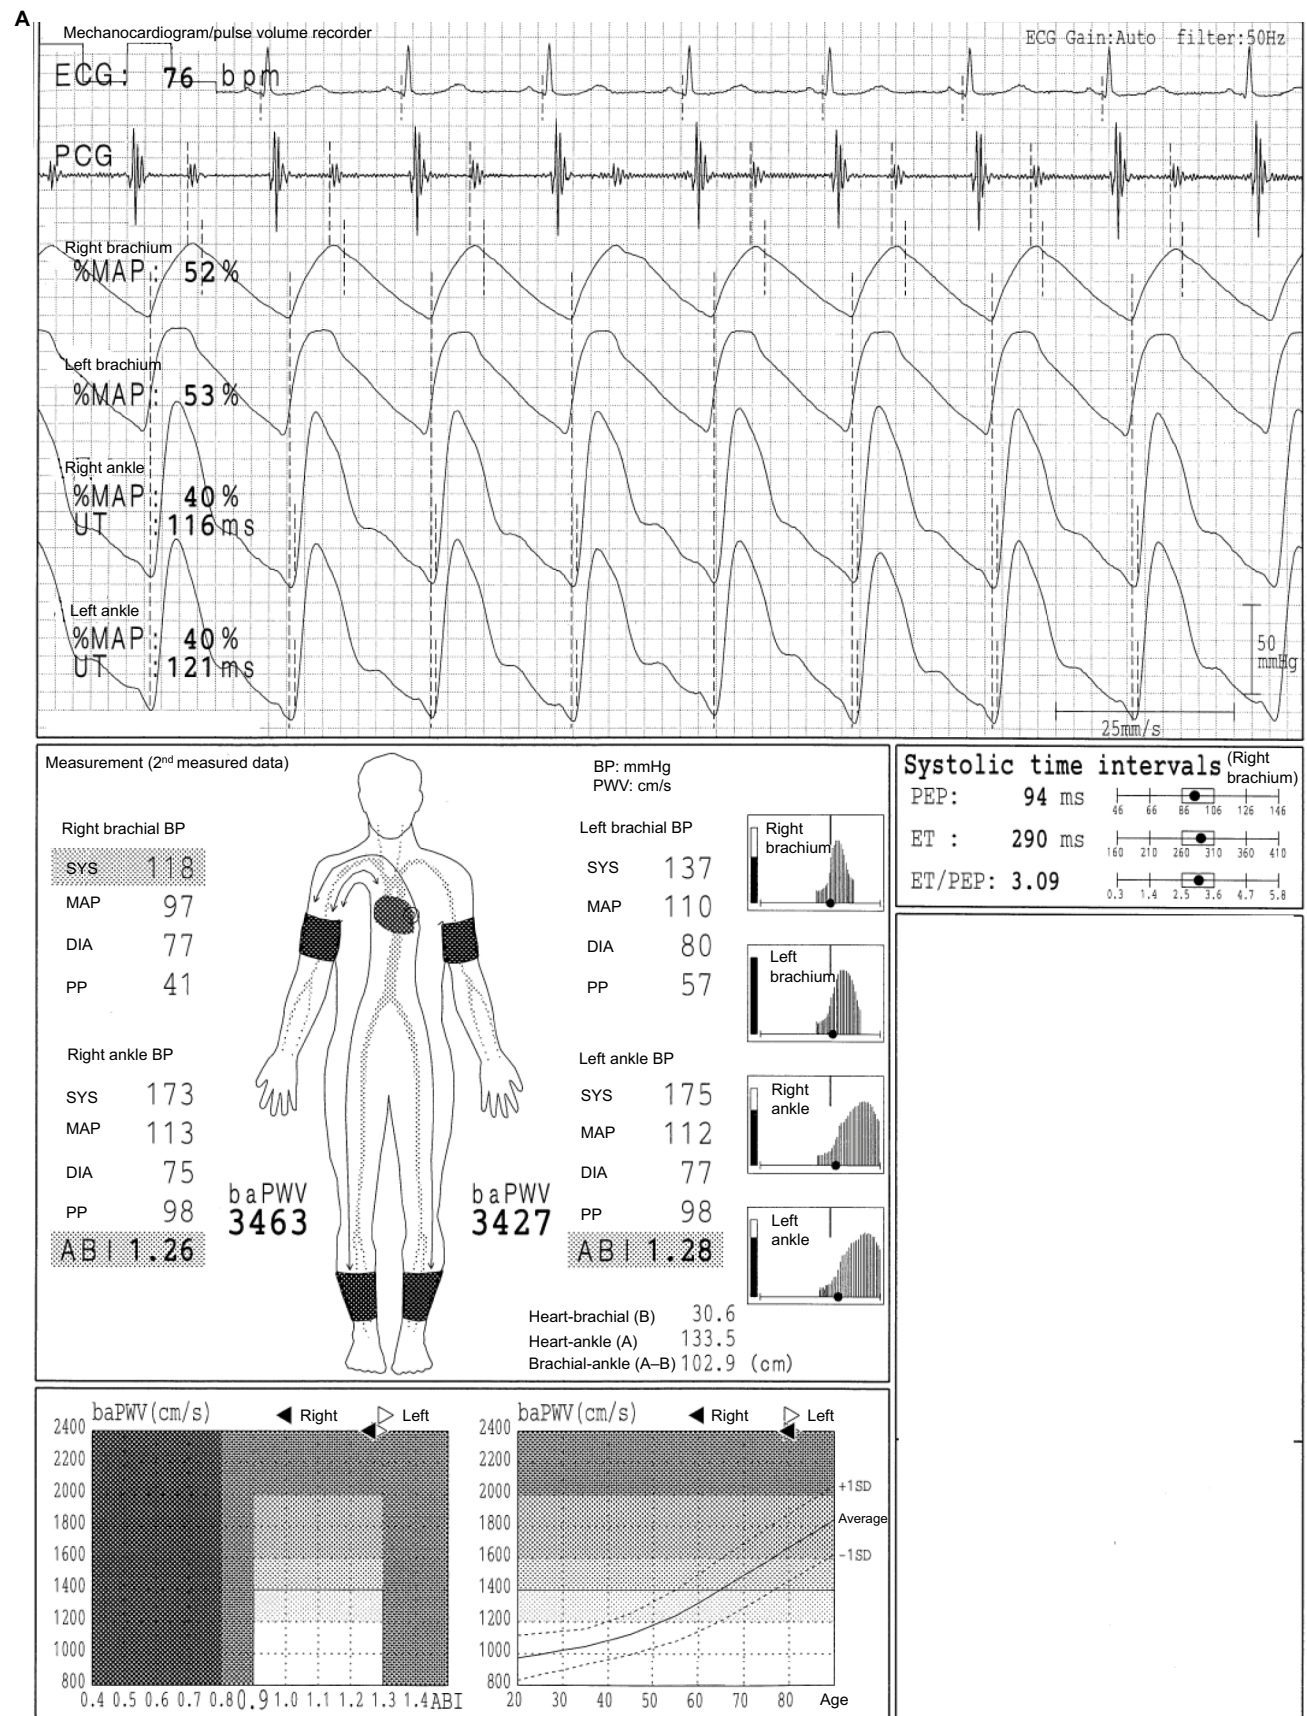 A
Mechanocardiogram/pulse volume recorder
ECG Gain:Auto filter:50Hz
ECG: 76 bpm
PCG
Right brachium
%MAP: 52%
Left brachium
%MAP: 53%
Right ankle
%MAP: 40%
UT :116ms
Left ankle
%MAP: 40%
UT :121ms
50
mmHg
25mm/s
Measurement (2nd measured data)
BP: mmHg
PWV: cm/s
Right brachial BP
SYS 118
MAP 97
DIA 77
PP 41
Left brachial BP
SYS 137
MAP 110
DIA 80
PP 57
Right ankle BP
SYS 173
MAP 113
DIA 75
PP 98
ABI 1.26
baPWV
3463
baPWV
3427
Left ankle BP
SYS 175
MAP 112
DIA 77
PP 98
ABI 1.28
Right
brachium
Left
brachium
Right
ankle
Left
ankle
Heart-brachial (B) 30.6
Heart-ankle (A) 133.5
Brachial-ankle (A–B) 102.9 (cm)
Systolic time intervals (Right
brachium)
PEP: 94 ms
46 66 86 106 126 146
ET : 290 ms
160 210 260 310 360 410
ET/PEP: 3.09
0.3 1.4 2.5 3.6 4.7 5.8
baPWV(cm/s) Right Left
2400
2200
2000
1800
1600
1400
1200
1000
800
0.4 0.5 0.6 0.7 0.8 0.9 1.0 1.1 1.2 1.3 1.4 ABI
baPWV(cm/s) Right Left
2400
2200
2000
1800
1600
1400
1200
1000
800
+1SD
Average
-1SD
20 30 40 50 60 70 80 Age